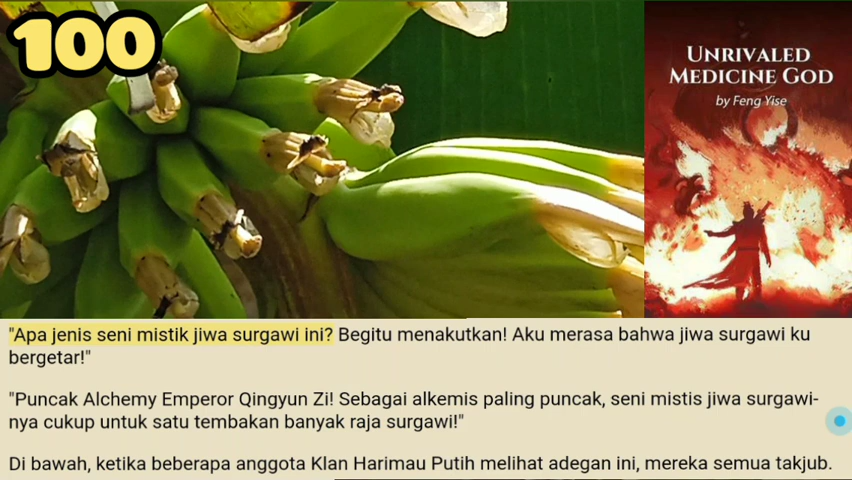 100
UNRIVALED
MEDICINE GOD
by Feng Yise
"Apa jenis seni mistik jiwa surgawi ini? Begitu menakutkan! Aku merasa bahwa jiwa surgawi ku
bergetar!"
"Puncak Alchemy Emperor Qingyun Zi! Sebagai alkemis paling puncak, seni mistis jiwa surgawi-
nya cukup untuk satu tembakan banyak raja surgawi!"
Di bawah, ketika beberapa anggota Klan Harimau Putih melihat adegan ini, mereka semua takjub.